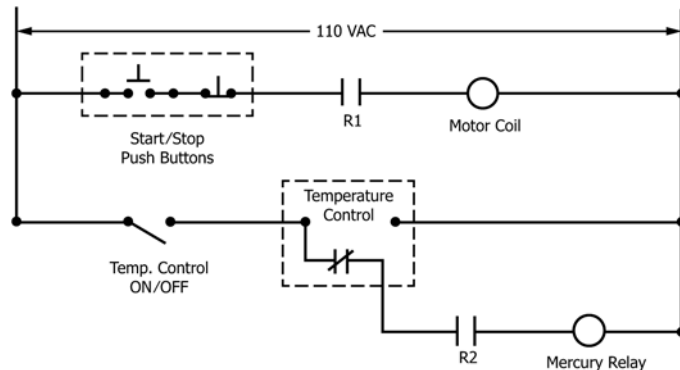 110 VAC
R1
Motor Coil
Start/Stop
Push Buttons
Temperature
Control
Temp. Control
ON/OFF
R2
Mercury Relay